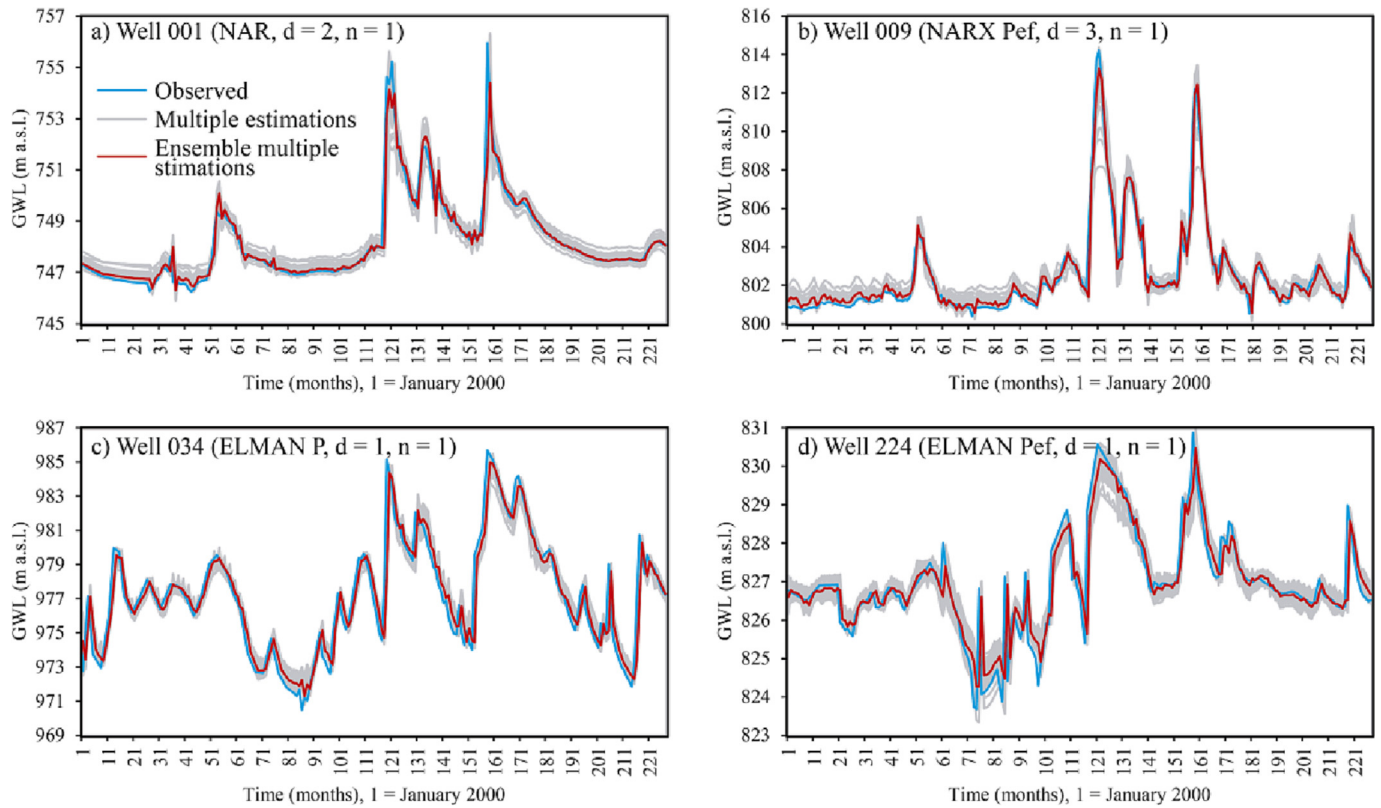 a) Well 001 (NAR, d = 2, n = 1)
Observed
Multiple estimations
Ensemble multiple
stimations
GWL (m a.s.l.)
757
755
753
751
749
747
745
1 11 21 31 41 51 61 71 81 91 101 111 121 131 141 151 161 171 181 191 201 211 221
Time (months), 1 = January 2000
b) Well 009 (NARX Pef, d = 3, n = 1)
GWL (m a.s.l.)
816
814
812
810
808
806
804
802
800
1 11 21 31 41 51 61 71 81 91 101 111 121 131 141 151 161 171 181 191 201 211 221
Time (months), 1 = January 2000
c) Well 034 (ELMAN P, d = 1, n = 1)
GWL (m a.s.l.)
987
985
983
981
979
977
975
973
971
969
1 11 21 31 41 51 61 71 81 91 101 111 121 131 141 151 161 171 181 191 201 211 221
Time (months), 1 = January 2000
d) Well 224 (ELMAN Pef, d = 1, n = 1)
GWL (m a.s.l.)
831
830
829
828
827
826
825
824
823
1 11 21 31 41 51 61 71 81 91 101 111 121 131 141 151 161 171 181 191 201 211 221
Time (months), 1 = January 2000